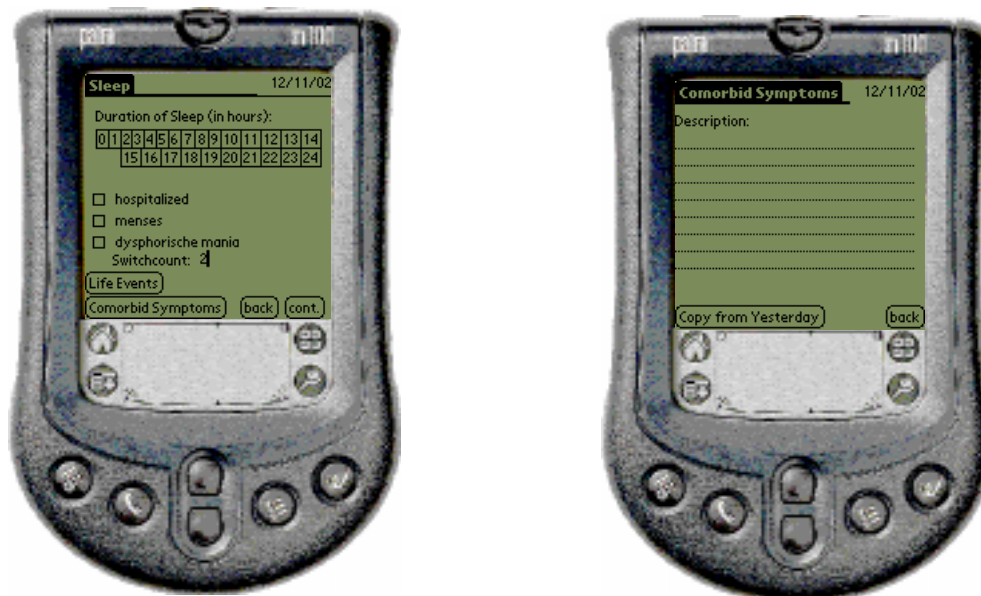 palm m100
Sleep 12/11/02
Duration of Sleep (in hours):
0 1 2 3 4 5 6 7 8 9 10 11 12 13 14
15 16 17 18 19 20 21 22 23 24
hospitalized
menses
dysphorische mania
Switchcount: 2
Life Events
Comorbid Symptoms back cont.
palm m100
Comorbid Symptoms 12/11/02
Description:
Copy from Yesterday back